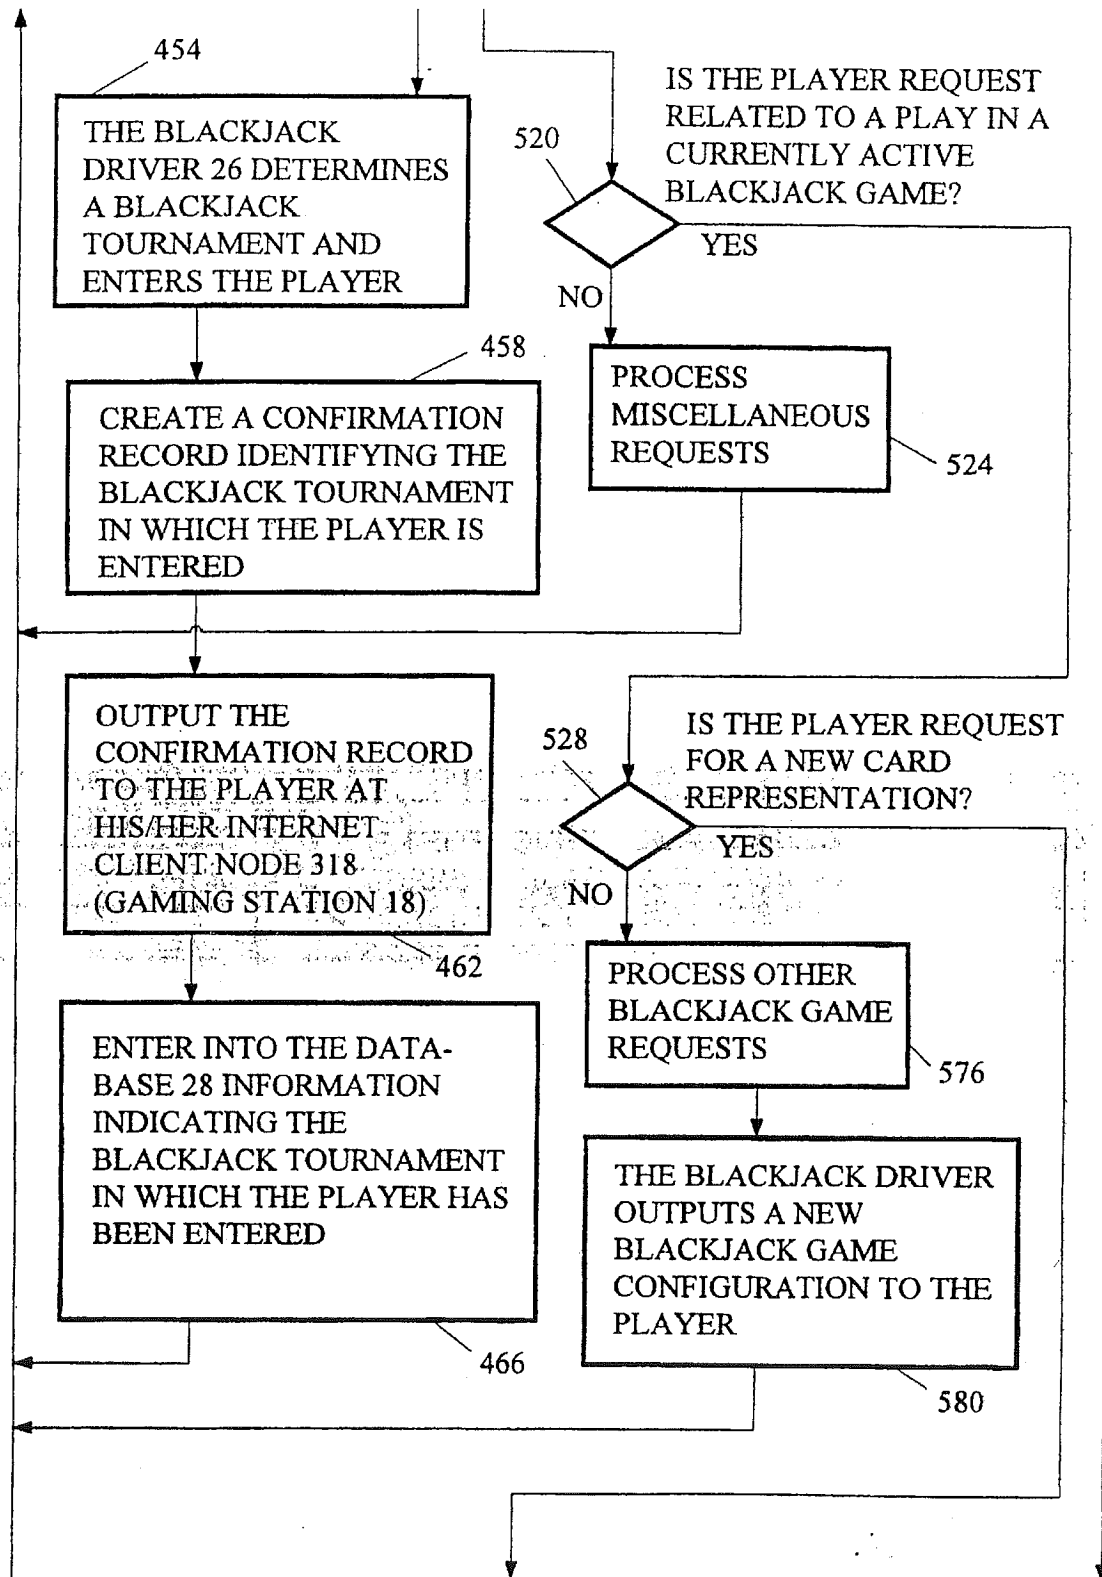 454
THE BLACKJACK
DRIVER 26 DETERMINES
A BLACKJACK
TOURNAMENT AND
ENTERS THE PLAYER
458
CREATE A CONFIRMATION
RECORD IDENTIFYING THE
BLACKJACK TOURNAMENT
IN WHICH THE PLAYER IS
ENTERED
OUTPUT THE
CONFIRMATION RECORD
TO THE PLAYER AT
HIS/HER INTERNET
CLIENT NODE 318
(GAMING STATION 18)
462
ENTER INTO THE DATA-
BASE 28 INFORMATION
INDICATING THE
BLACKJACK TOURNAMENT
IN WHICH THE PLAYER HAS
BEEN ENTERED
466
IS THE PLAYER REQUEST
RELATED TO A PLAY IN A
CURRENTLY ACTIVE
BLACKJACK GAME?
520
YES
NO
PROCESS
MISCELLANEOUS
REQUESTS
524
IS THE PLAYER REQUEST
FOR A NEW CARD
REPRESENTATION?
528
YES
NO
PROCESS OTHER
BLACKJACK GAME
REQUESTS
576
THE BLACKJACK DRIVER
OUTPUTS A NEW
BLACKJACK GAME
CONFIGURATION TO THE
PLAYER
580